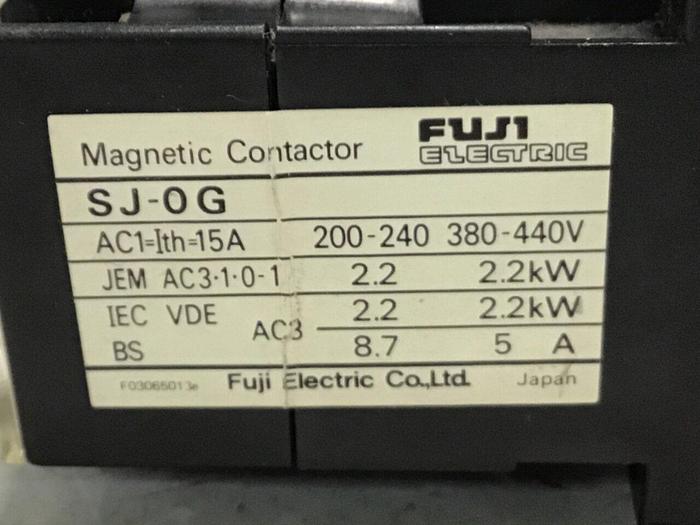 Magnetic Contactor FUJI ELECTRIC
SJ-0G
AC1=Ith=15A 200-240 380-440V
JEM AC3·1·0-1 2.2 2.2kW
IEC VDE AC3 2.2 2.2kW
BS 8.7 5 A
F03065013e Fuji Electric Co.,Ltd. Japan